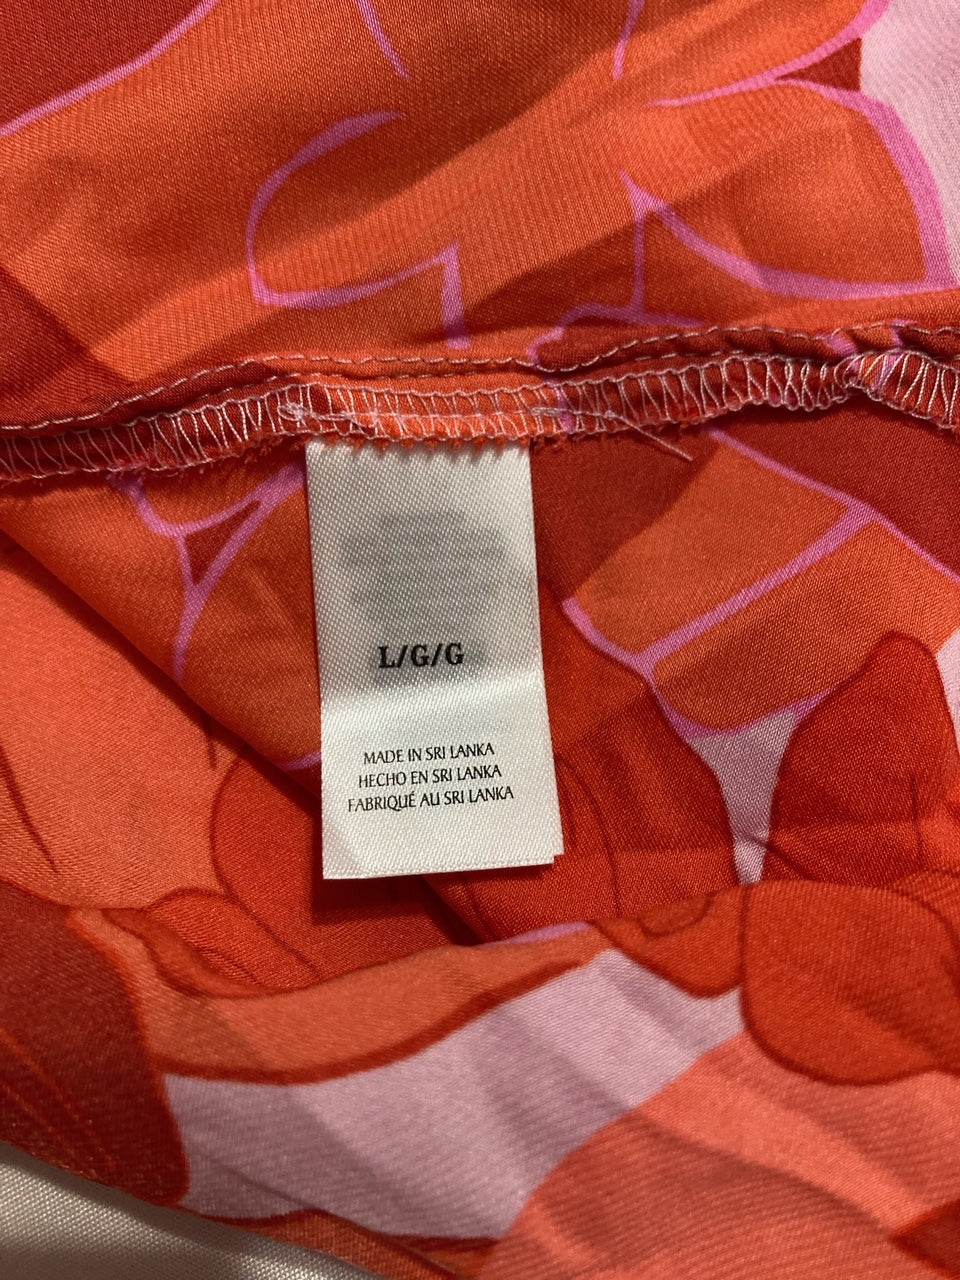 L/G/G
MADE IN SRI LANKA
HECHO EN SRI LANKA
FABRIQUÉ AU SRI LANKA